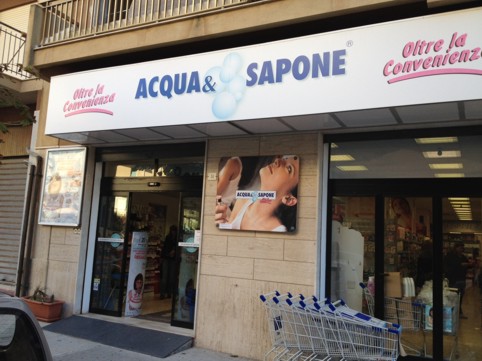 Oltre la
Convenienza
ACQUA & SAPONE®
Oltre la
Convenienza
ACQUA & SAPONE